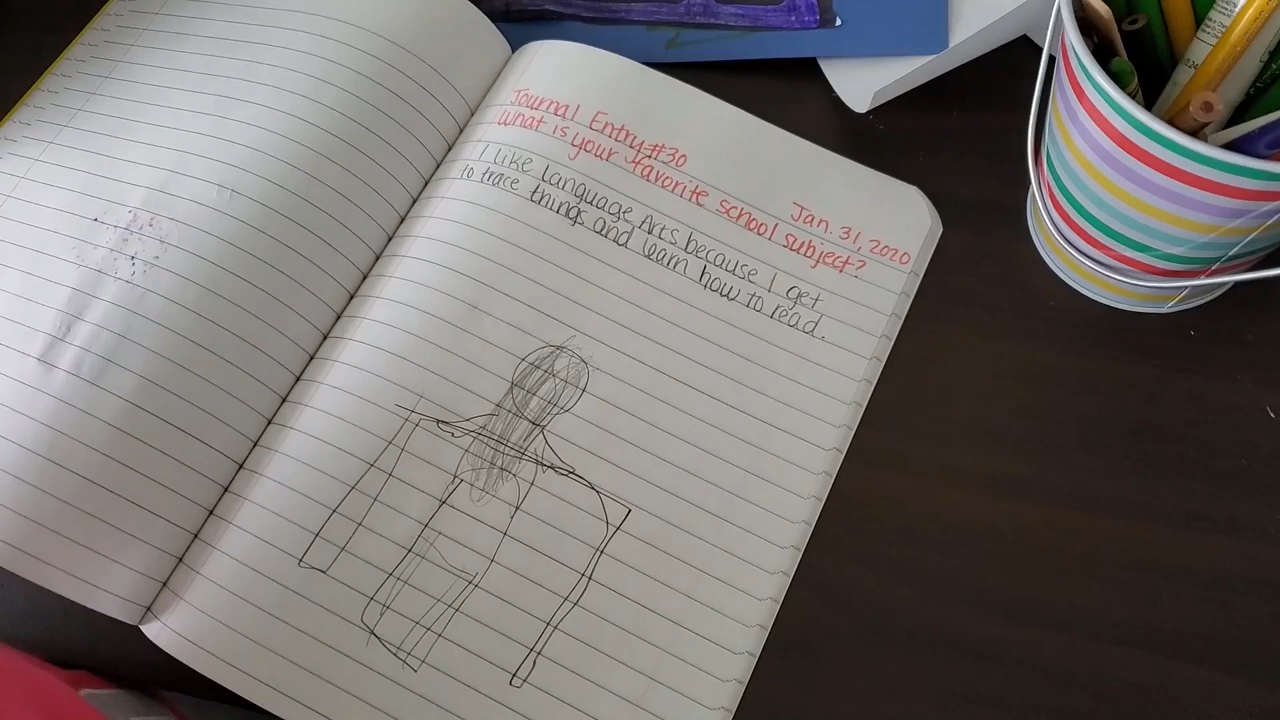 Journal Entry #30
Jan. 31, 2020
What is your favorite school subject?
I like Language Arts because I get
to trace things and learn how to read.